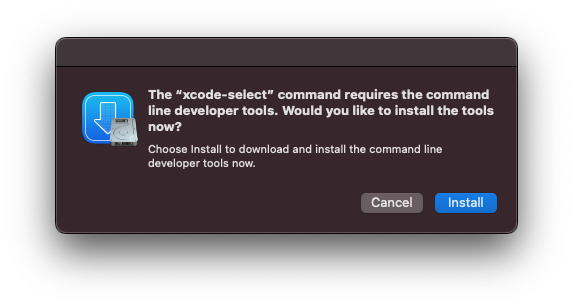 The “xcode-select” command requires the command
line developer tools. Would you like to install the tools
now?
Choose Install to download and install the command line
developer tools now.
Cancel
Install